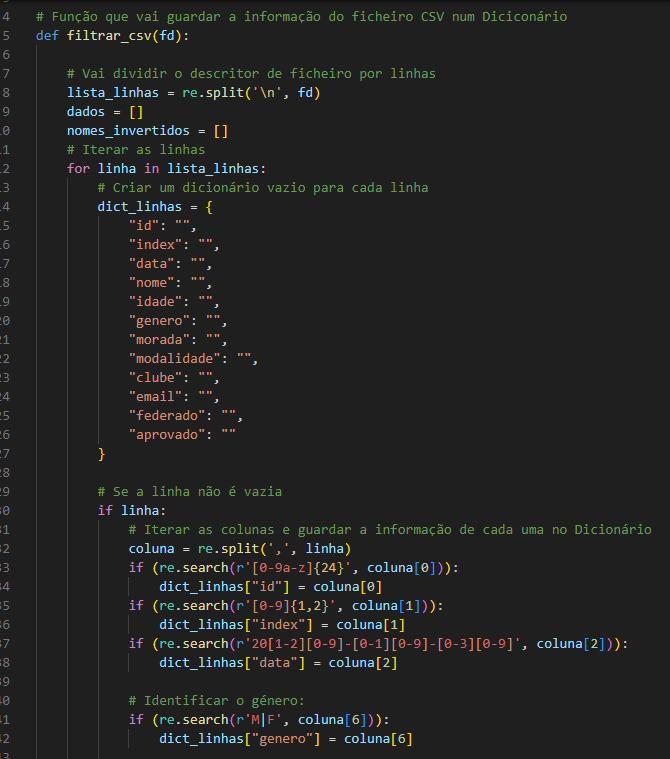 4 # Função que vai guardar a informação do ficheiro CSV num Diciconário
5 def filtrar_csv(fd):
6
7 # Vai dividir o descritor de ficheiro por linhas
8 lista_linhas = re.split('\n', fd)
9 dados = []
10 nomes_invertidos = []
11 # Iterar as linhas
12 for linha in lista_linhas:
13 # Criar um dicionário vazio para cada linha
14 dict_linhas = {
15 "id": "",
16 "index": "",
17 "data": "",
18 "nome": "",
19 "idade": "",
20 "genero": "",
21 "morada": "",
22 "modalidade": "",
23 "clube": "",
24 "email": "",
25 "federado": "",
26 "aprovado": ""
27 }
28
29 # Se a linha não é vazia
30 if linha:
31 # Iterar as colunas e guardar a informação de cada uma no Dicionário
32 coluna = re.split(',', linha)
33 if (re.search(r'[0-9a-z]{24}', coluna[0])):
34 dict_linhas["id"] = coluna[0]
35 if (re.search(r'[0-9]{1,2}', coluna[1])):
36 dict_linhas["index"] = coluna[1]
37 if (re.search(r'20[1-2][0-9]-[0-1][0-9]-[0-3][0-9]', coluna[2])):
38 dict_linhas["data"] = coluna[2]
39
40 # Identificar o género:
41 if (re.search(r'M|F', coluna[6])):
42 dict_linhas["genero"] = coluna[6]
43